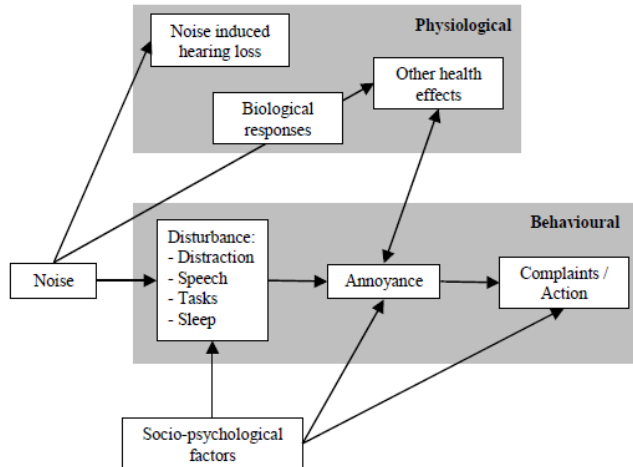 Physiological
Noise induced
hearing loss
Other health
effects
Biological
responses
Behavioural
Disturbance:
- Distraction
- Speech
- Tasks
- Sleep
Noise
Annoyance
Complaints /
Action
Socio-psychological
factors